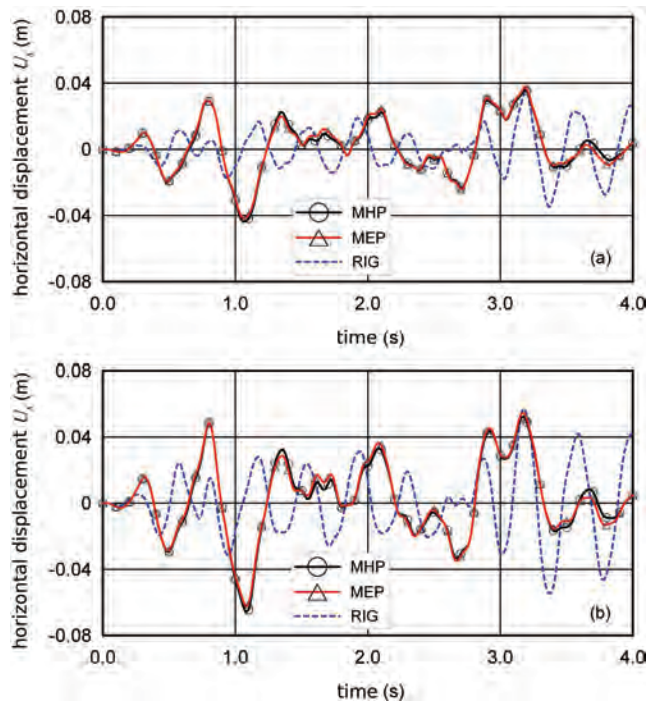 0.08
0.04
0
-0.04
-0.08
horizontal displacement Ux (m)
MHP
MEP
RIG
(a)
0.0 1.0 2.0 3.0 4.0
time (s)
0.08
0.04
0
-0.04
-0.08
horizontal displacement Ux (m)
MHP
MEP
RIG
(b)
0.0 1.0 2.0 3.0 4.0
time (s)